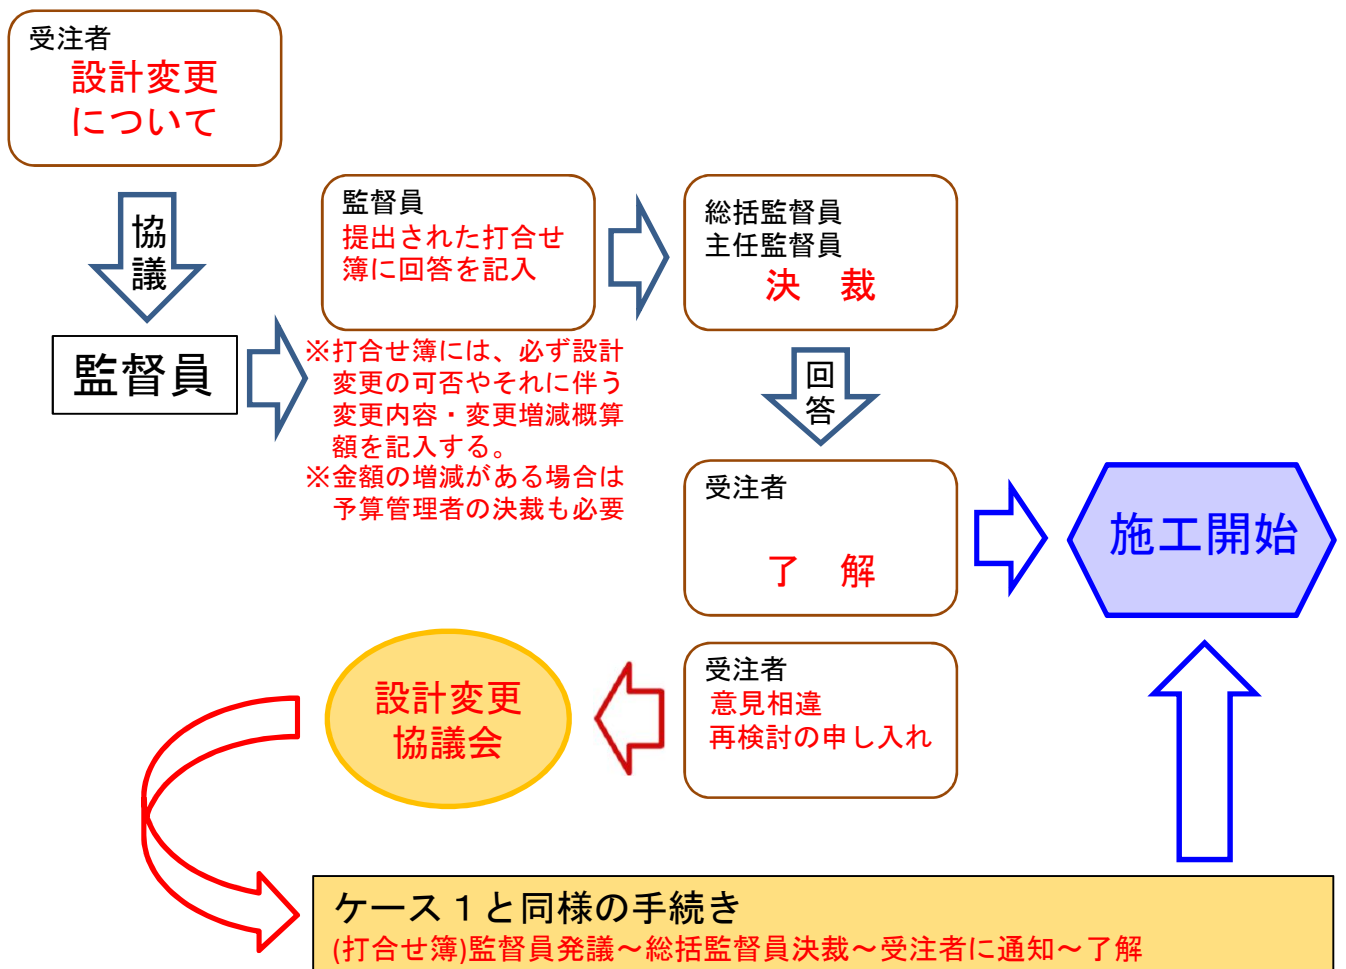 受注者
設計変更
について
協
議
監督員
監督員
提出された打合せ
簿に回答を記入
※打合せ簿には、必ず設計
変更の可否やそれに伴う
変更内容・変更増減概算
額を記入する。
※金額の増減がある場合は
予算管理者の決裁も必要
総括監督員
主任監督員
決　裁
回
答
受注者
了　解
施工開始
受注者
意見相違
再検討の申し入れ
設計変更
協議会
ケース１と同様の手続き
(打合せ簿)監督員発議～総括監督員決裁～受注者に通知～了解